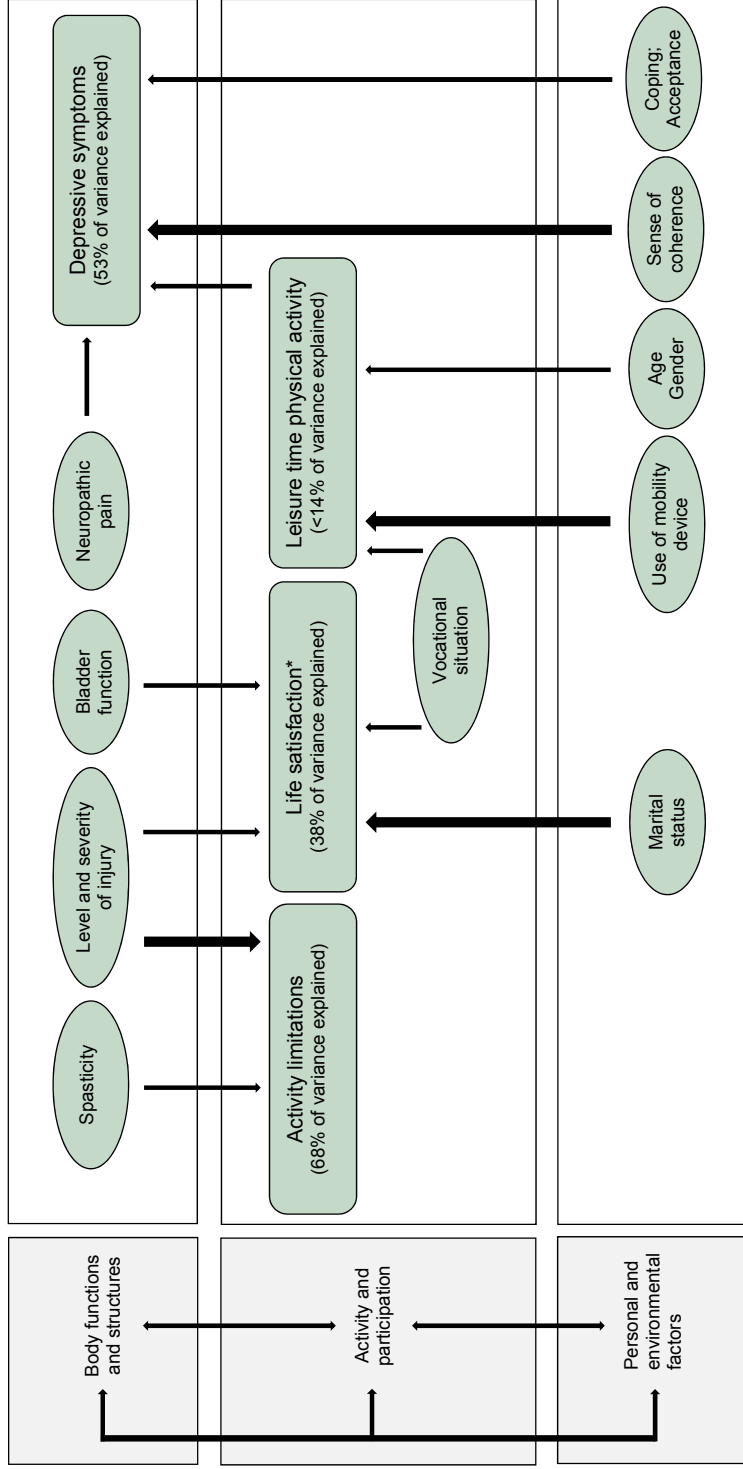 Body functions
and structures
Spasticity
Level and severity
of injury
Bladder
function
Neuropathic
pain
Depressive symptoms
(53% of variance explained)
Activity and
participation
Activity limitations
(68% of variance explained)
Life satisfaction*
(38% of variance explained)
Leisure time physical activity
(<14% of variance explained)
Vocational
situation
Personal and
environmental
factors
Marital
status
Use of mobility
device
Age
Gender
Sense of
coherence
Coping;
Acceptance